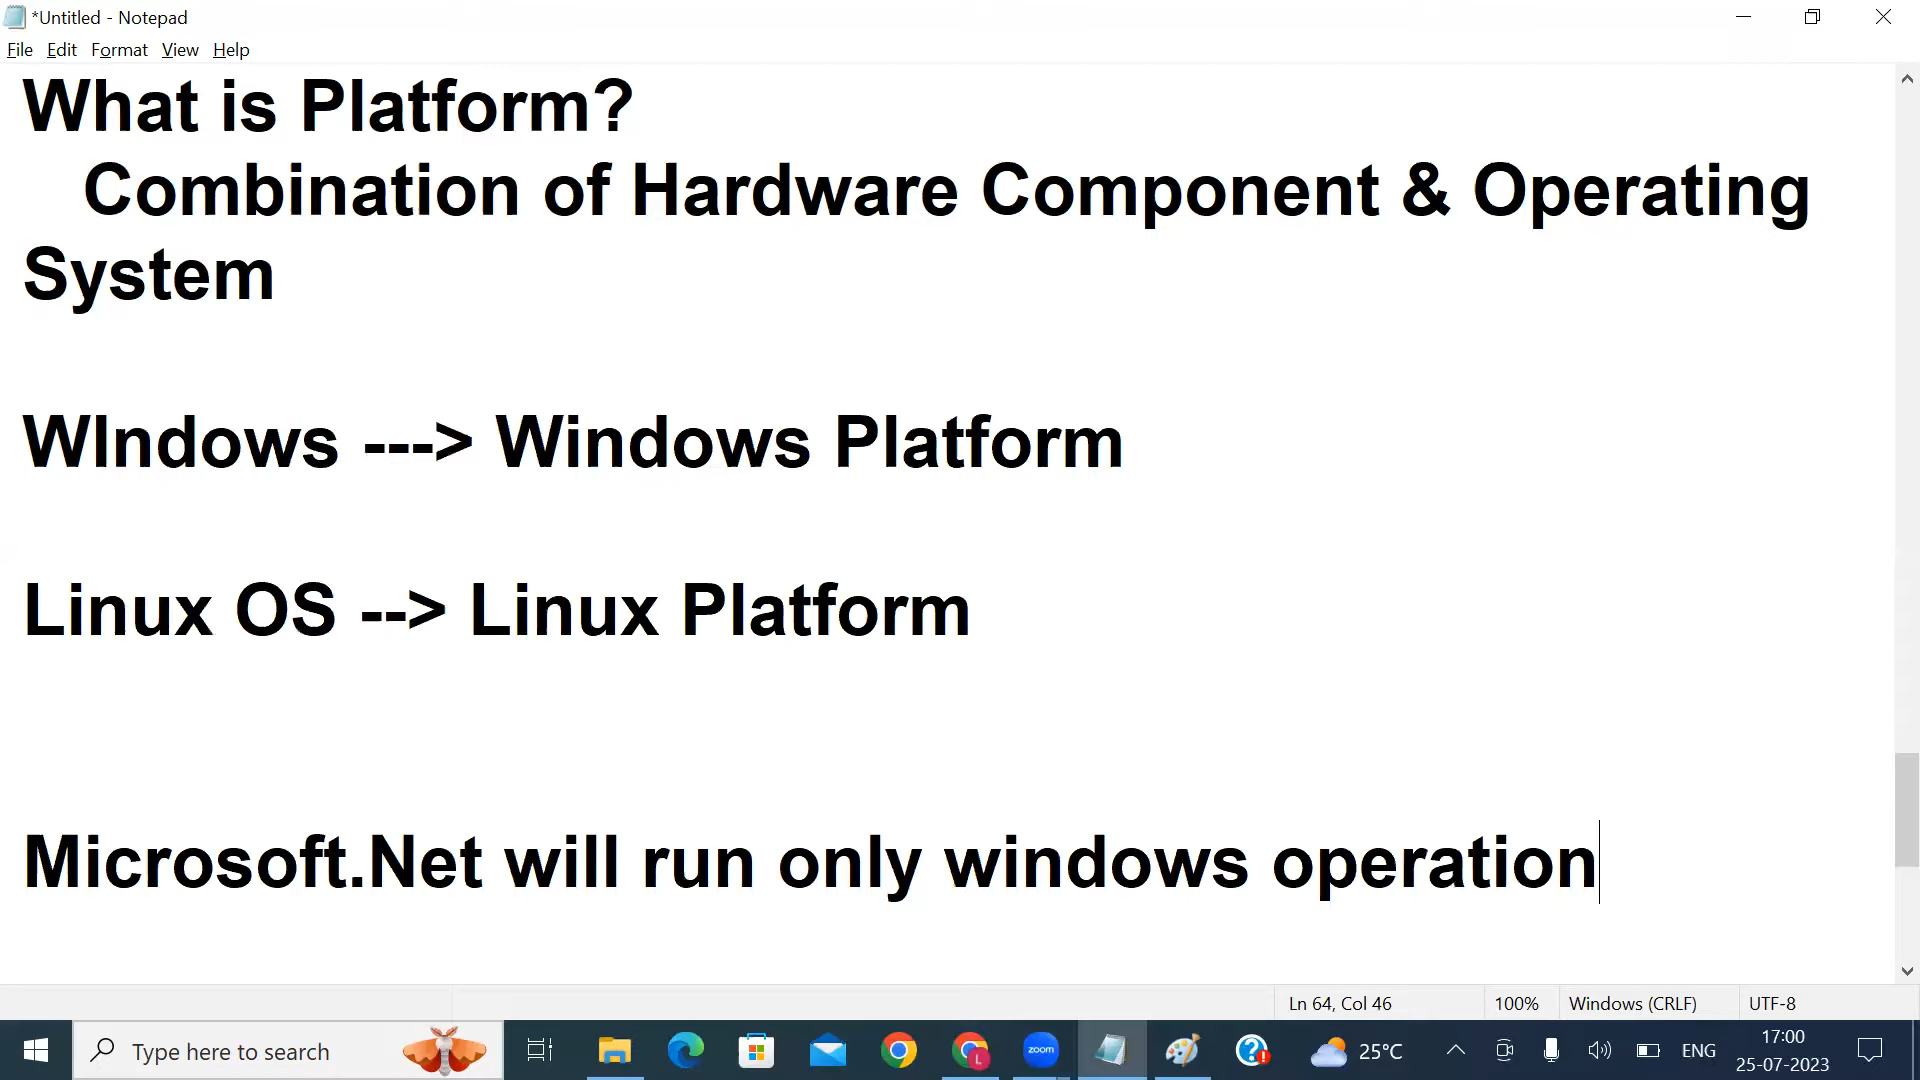 *Untitled - Notepad
File Edit Format View Help
What is Platform?
Combination of Hardware Component & Operating
System
WIndows ---> Windows Platform
Linux OS --> Linux Platform
Microsoft.Net will run only windows operation
Ln 64, Col 46 100% Windows (CRLF) UTF-8
Type here to search L zoom 25°C ENG 17:00
25-07-2023